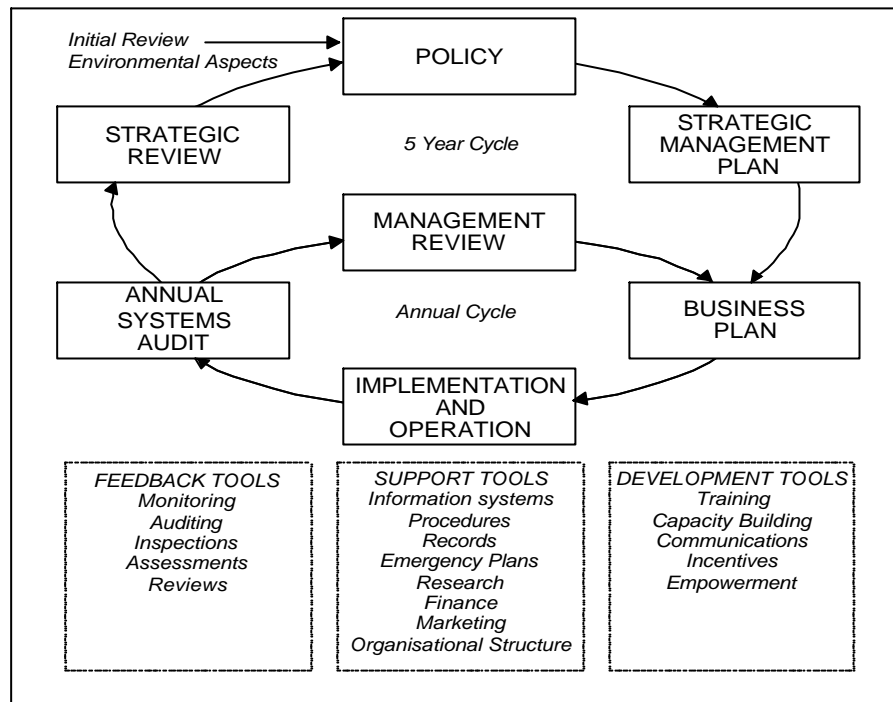 Initial Review
Environmental Aspects
POLICY
STRATEGIC
REVIEW
5 Year Cycle
STRATEGIC
MANAGEMENT
PLAN
MANAGEMENT
REVIEW
ANNUAL
SYSTEMS
AUDIT
Annual Cycle
BUSINESS
PLAN
IMPLEMENTATION
AND
OPERATION
FEEDBACK TOOLS
Monitoring
Auditing
Inspections
Assessments
Reviews
SUPPORT TOOLS
Information systems
Procedures
Records
Emergency Plans
Research
Finance
Marketing
Organisational Structure
DEVELOPMENT TOOLS
Training
Capacity Building
Communications
Incentives
Empowerment